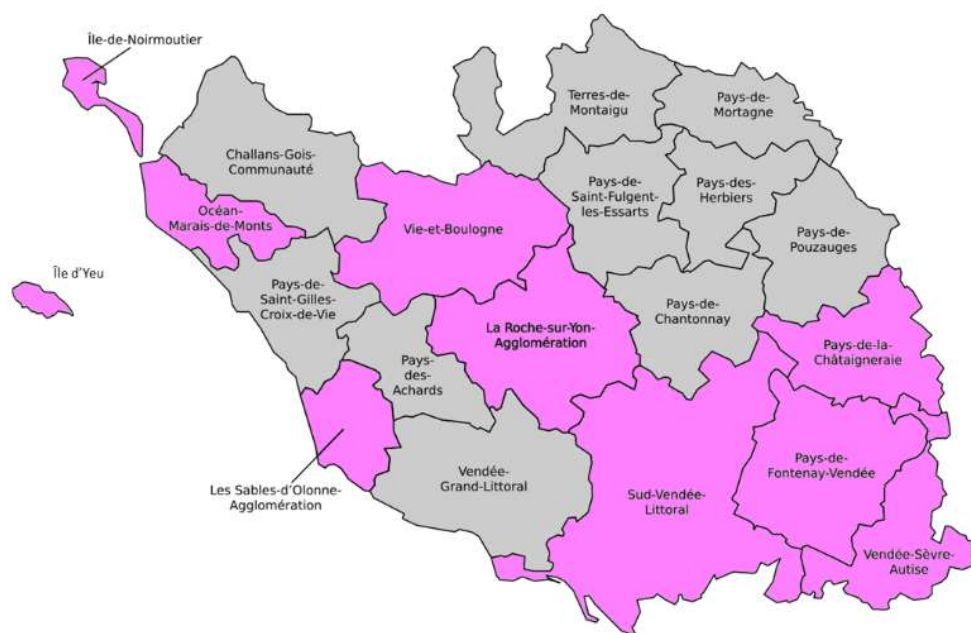 Île-de-Noirmoutier
Terres-de-
Montaigu
Pays-de-
Mortagne
Challans-Gois-
Communauté
Pays-de-
Saint-Fulgent-
les-Essarts
Pays-des-
Herbiers
Océan-
Marais-de-Monts
Vie-et-Boulogne
Pays-de-
Pouzauges
Île d'Yeu
Pays-de-
Saint-Gilles-
Croix-de-Vie
Pays-de-
Chantonnay
La Roche-sur-Yon-
Agglomération
Pays-de-la-
Châtaigneraie
Pays-
des-
Achards
Pays-de-
Fontenay-Vendée
Vendée-
Grand-Littoral
Les Sables-d'Olonne-
Agglomération
Sud-Vendée-
Littoral
Vendée-Sèvre-
Autise